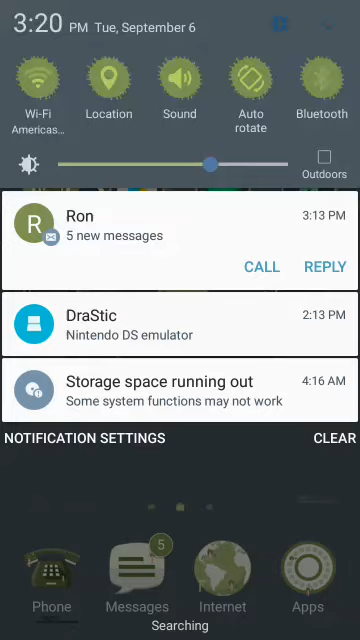 3:20 PM Tue, September 6
Wi-Fi Location Sound Auto rotate Bluetooth
Americas...
Outdoors
R
Ron 3:13 PM
5 new messages
CALL REPLY
DraStic 2:13 PM
Nintendo DS emulator
Storage space running out 4:16 AM
Some system functions may not work
NOTIFICATION SETTINGS CLEAR
5
Phone Messages Internet Apps
Searching